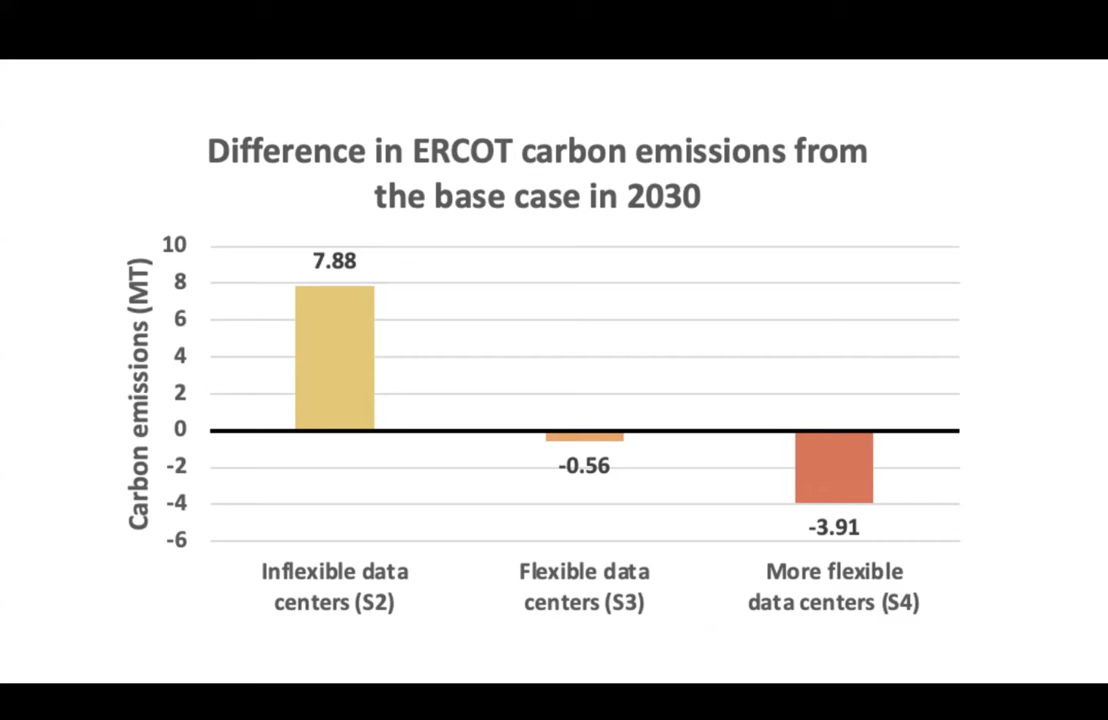 Difference in ERCOT carbon emissions from
the base case in 2030
Carbon emissions (MT)
10
8
6
4
2
0
-2
-4
-6
7.88
-0.56
-3.91
Inflexible data
centers (S2)
Flexible data
centers (S3)
More flexible
data centers (S4)